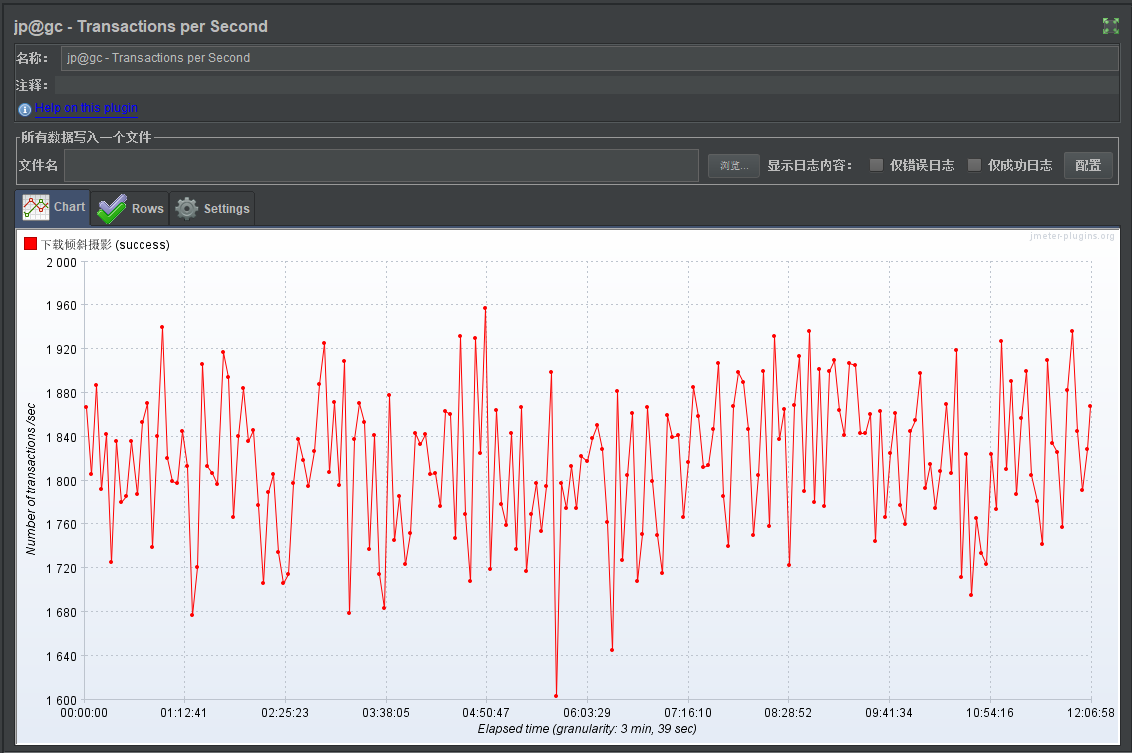 jp@gc - Transactions per Second
名称： jp@gc - Transactions per Second
注释：
Help on this plugin
所有数据写入一个文件
文件名 浏览... 显示日志内容： 仅错误日志 仅成功日志 配置
Chart Rows Settings
jmeter-plugins.org
下载倾斜摄影 (success)
2 000
1 960
1 920
1 880
1 840
1 800
1 760
1 720
1 680
1 640
1 600
Number of transactions /sec
00:00:00 01:12:41 02:25:23 03:38:05 04:50:47 06:03:29 07:16:10 08:28:52 09:41:34 10:54:16 12:06:58
Elapsed time (granularity: 3 min, 39 sec)